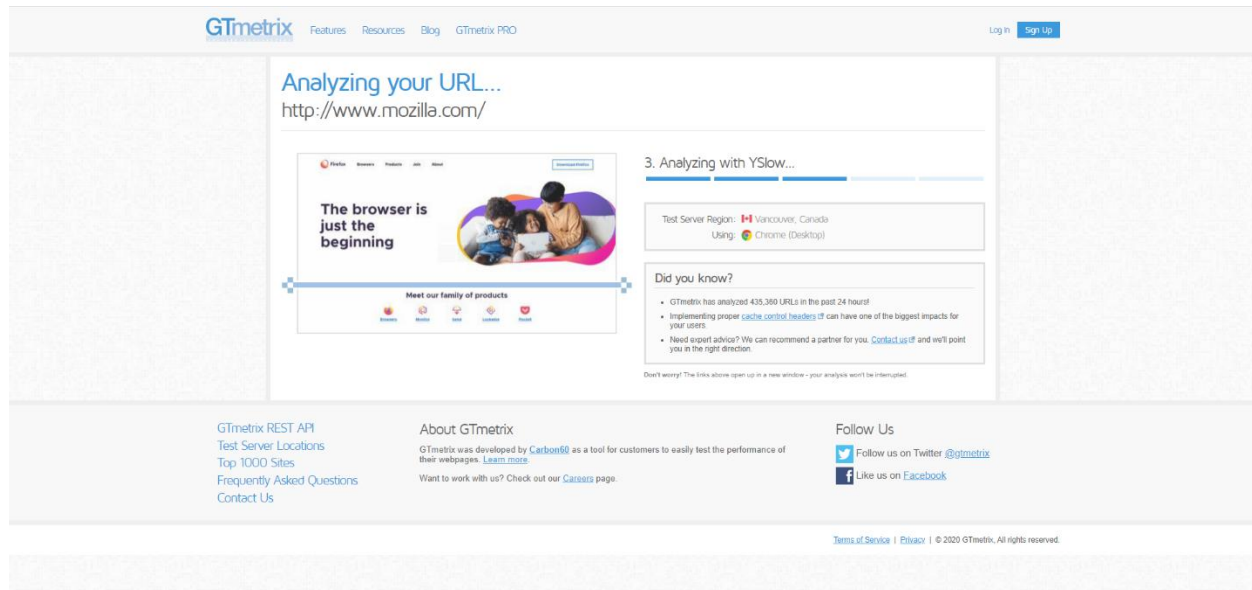 GTmetrix Features Resources Blog GTmetrix PRO Log In Sign Up
Analyzing your URL...
http://www.mozilla.com/
Firefox Browsers Products Join About
The browser is
just the
beginning
Meet our family of products
3. Analyzing with YSlow...
Test Server Region: Vancouver, Canada
Using: Chrome (Desktop)
Did you know?
GTmetrix has analyzed 435,360 URLs in the past 24 hours!
Implementing proper cache control headers can have one of the biggest impacts for
your users.
Need expert advice? We can recommend a partner for you. Contact us and we'll point
you in the right direction.
Don't worry! The links above open up in a new window - your analysis won't be interrupted.
GTmetrix REST API
Test Server Locations
Top 1000 Sites
Frequently Asked Questions
Contact Us
About GTmetrix
GTmetrix was developed by Carbon60 as a tool for customers to easily test the performance of
their webpages. Learn more.
Want to work with us? Check out our Careers page.
Follow Us
Follow us on Twitter @gtmetrix
Like us on Facebook
Terms of Service | Privacy | © 2020 GTmetrix, All rights reserved.